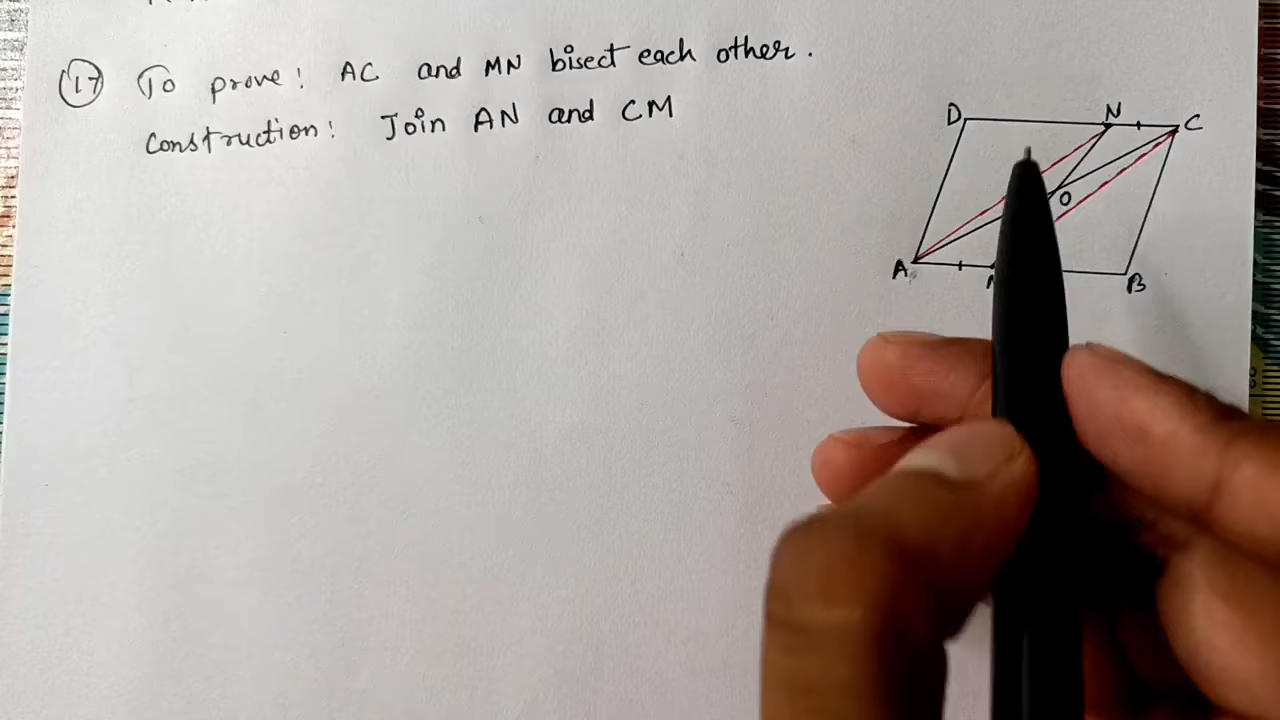 (17) To prove: AC and MN bisect each other.
Construction: Join AN and CM
D N C
O
A B